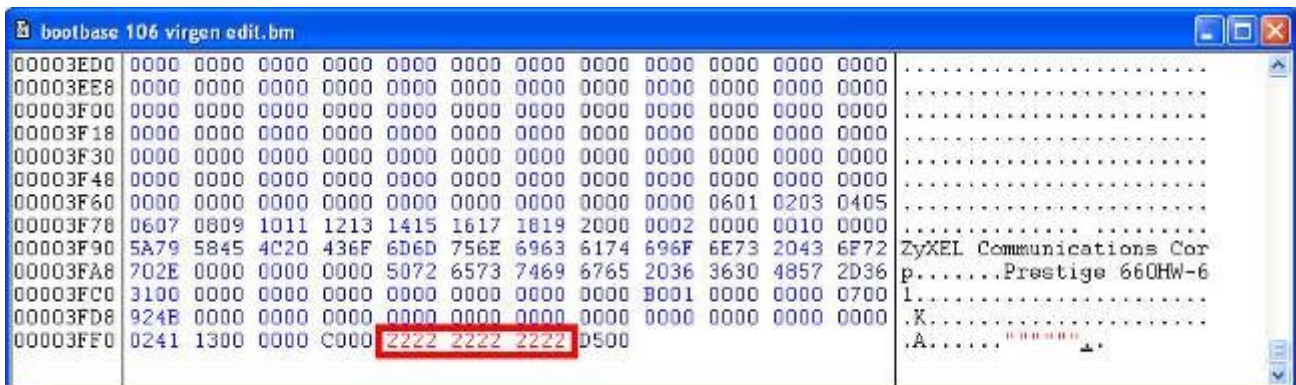 bootbase 106 virgen edit.bm
00003ED0 0000 0000 0000 0000 0000 0000 0000 0000 0000 0000 0000 0000 ........................
00003EE8 0000 0000 0000 0000 0000 0000 0000 0000 0000 0000 0000 0000 ........................
00003F00 0000 0000 0000 0000 0000 0000 0000 0000 0000 0000 0000 0000 ........................
00003F18 0000 0000 0000 0000 0000 0000 0000 0000 0000 0000 0000 0000 ........................
00003F30 0000 0000 0000 0000 0000 0000 0000 0000 0000 0000 0000 0000 ........................
00003F48 0000 0000 0000 0000 0000 0000 0000 0000 0000 0000 0000 0000 ........................
00003F60 0000 0000 0000 0000 0000 0000 0000 0000 0000 0601 0203 0405 ........................
00003F78 0607 0809 1011 1213 1415 1617 1819 2000 0002 0000 0010 0000 .............. .........
00003F90 5A79 5845 4C20 436F 6D6D 756E 6963 6174 696F 6E73 2043 6F72 ZyXEL Communications Cor
00003FA8 702E 0000 0000 0000 5072 6573 7469 6765 2036 3630 4857 2D36 p.......Prestige 660HW-6
00003FC0 3100 0000 0000 0000 0000 0000 0000 0000 B001 0000 0000 0700 1.......................
00003FD8 924B 0000 0000 0000 0000 0000 0000 0000 0000 0000 0000 0000 .K......................
00003FF0 0241 1300 0000 C000 2222 2222 2222 D500 .A......""""""..